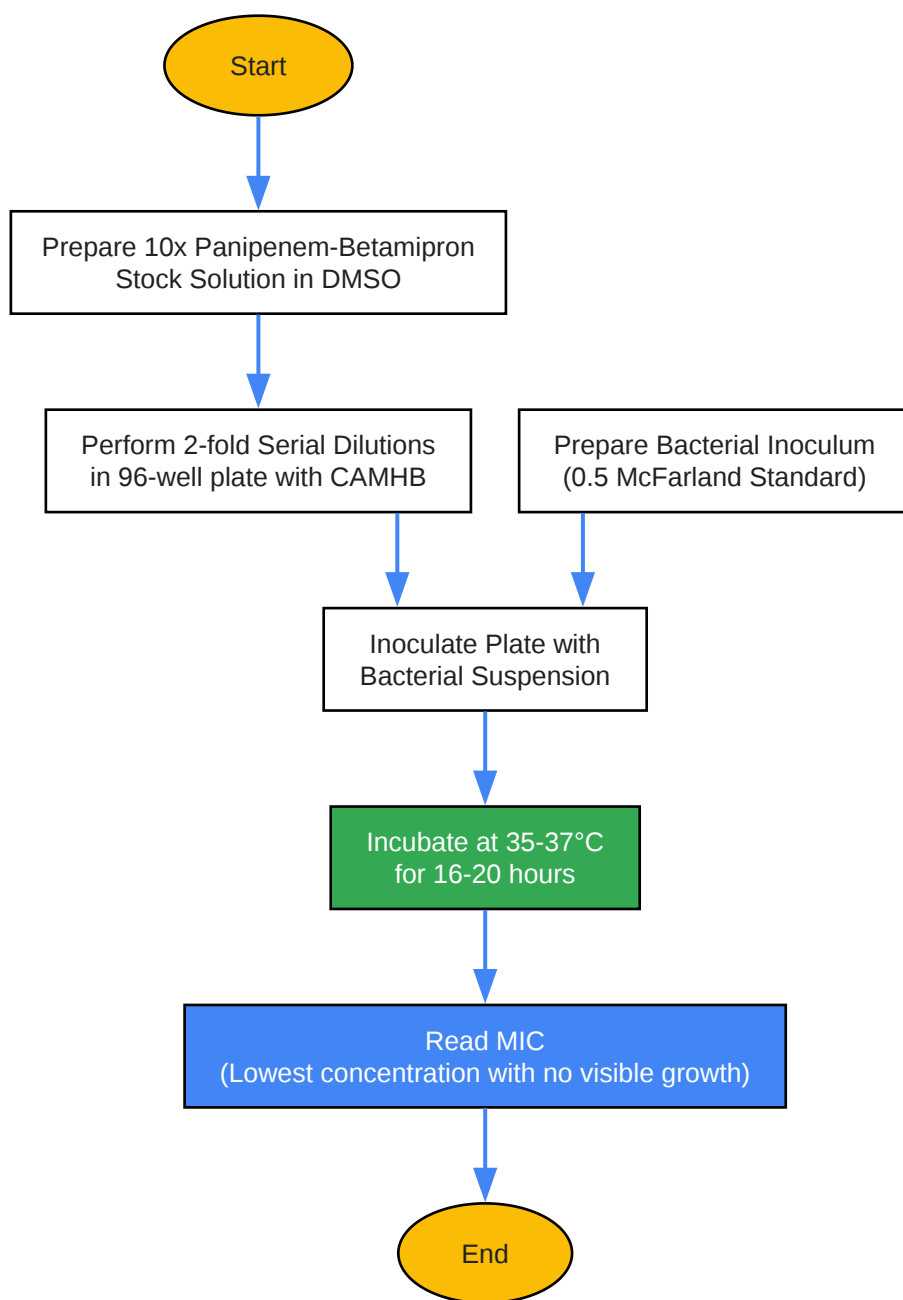 Start
Prepare 10x Panipenem-Betamipron
Stock Solution in DMSO
Perform 2-fold Serial Dilutions
in 96-well plate with CAMHB
Prepare Bacterial Inoculum
(0.5 McFarland Standard)
Inoculate Plate with
Bacterial Suspension
Incubate at 35-37°C
for 16-20 hours
Read MIC
(Lowest concentration with no visible growth)
End